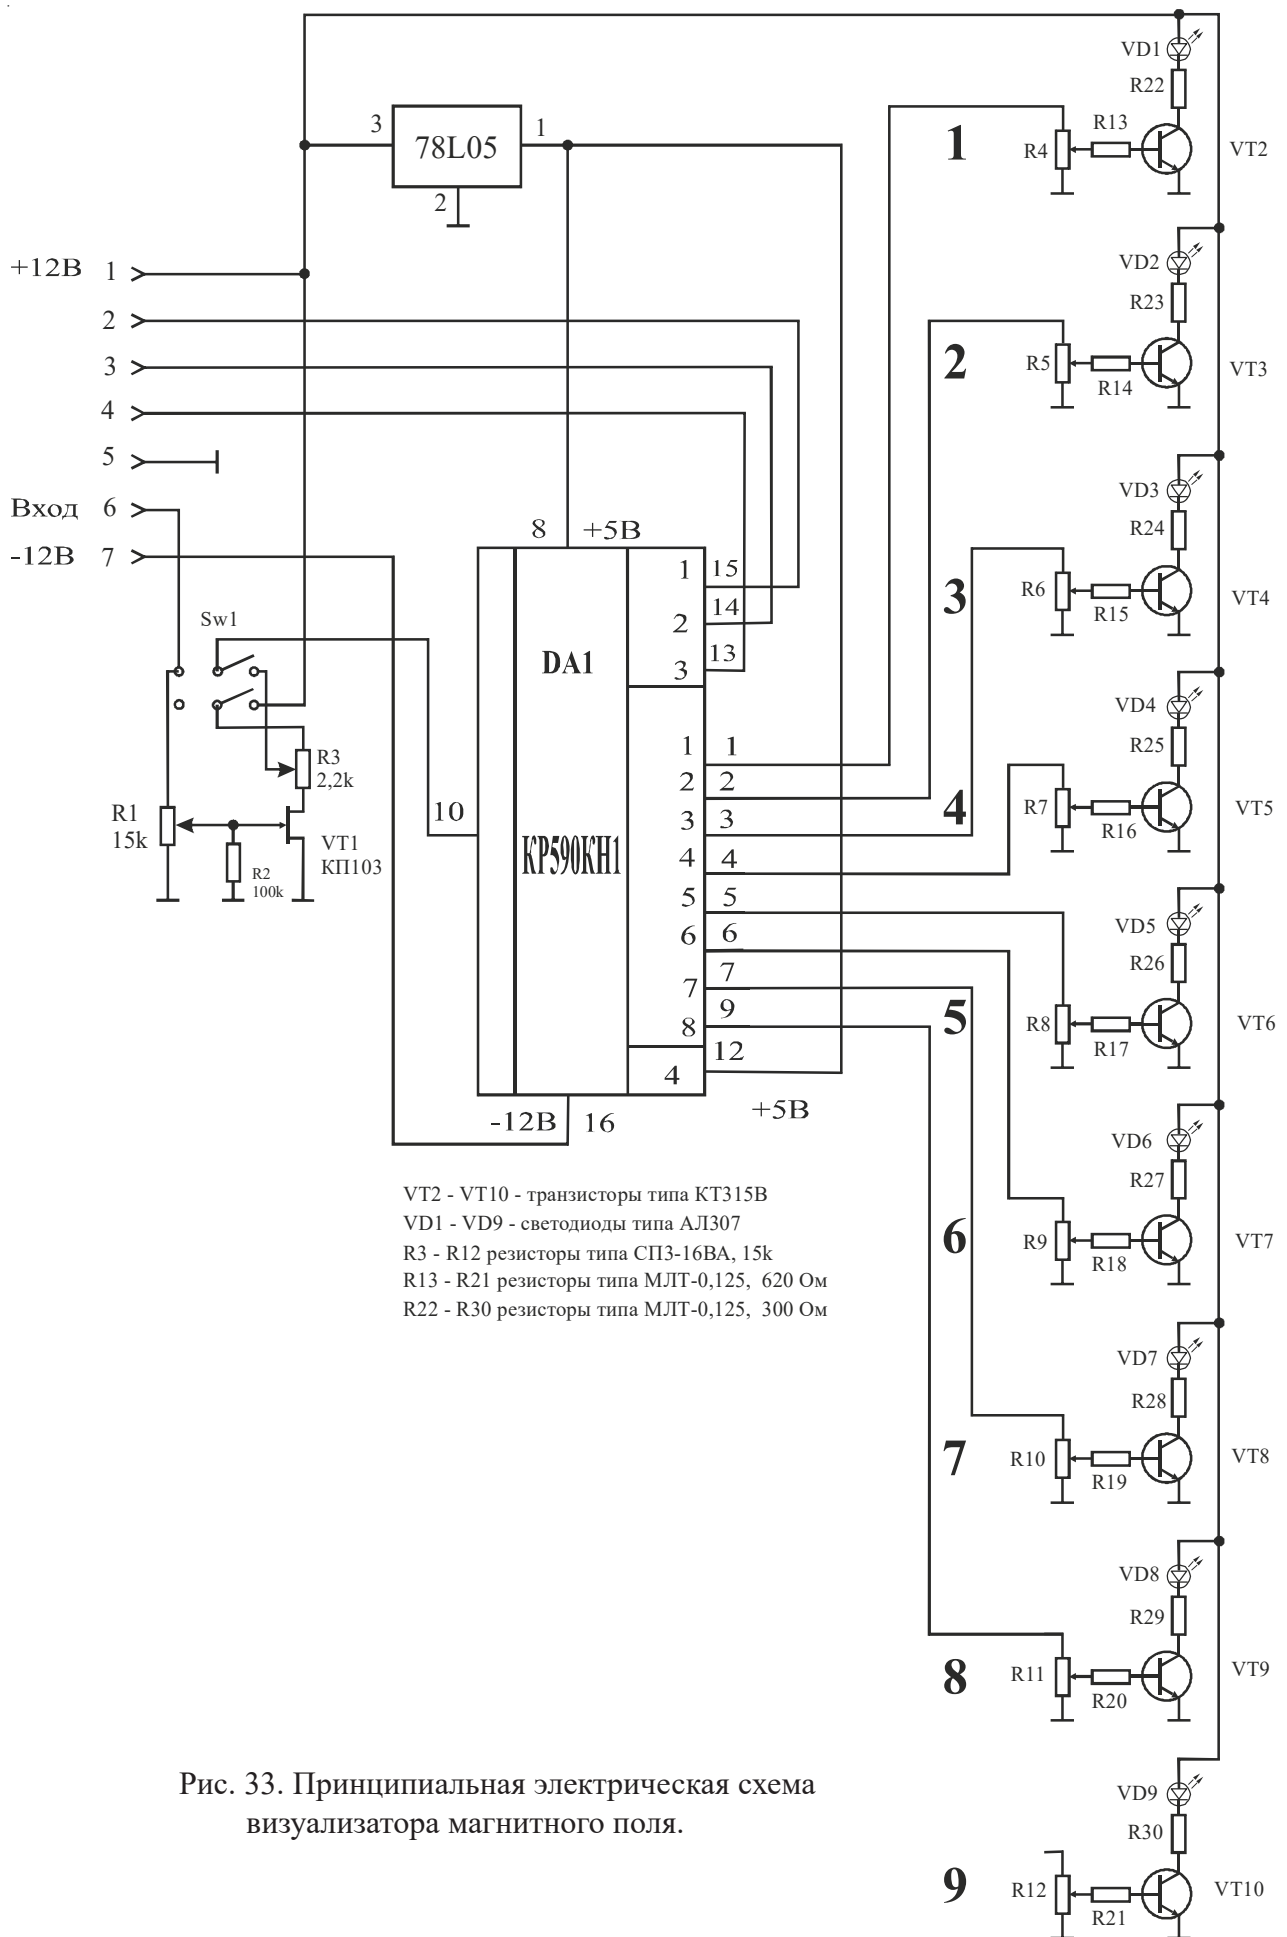 VD1
R22
3
1
78L05
2
1
R4
R13
VT2
+12В 1
2
3
4
5
Вход 6
-12В 7
VD2
R23
2
R5
R14
VT3
VD3
R24
3
R6
R15
VT4
8 +5В
1 15
2 14
3 13
DA1
КР590КН1
Sw1
R3
2,2k
R1
15k
VT1
КП103
R2
100k
10
1 1
2 2
3 3
4 4
5 5
6 6
7 7
8 9
4 12
-12В 16
+5В
VD4
R25
4
R7
R16
VT5
VD5
R26
5
R8
R17
VT6
VD6
R27
6
R9
R18
VT7
VT2 - VT10 - транзисторы типа КТ315В
VD1 - VD9 - светодиоды типа АЛ307
R3 - R12 резисторы типа СП3-16ВА, 15k
R13 - R21 резисторы типа МЛТ-0,125, 620 Ом
R22 - R30 резисторы типа МЛТ-0,125, 300 Ом
VD7
R28
7
R10
R19
VT8
VD8
R29
8
R11
R20
VT9
VD9
R30
9
R12
R21
VT10
Рис. 33. Принципиальная электрическая схема
визуализатора магнитного поля.